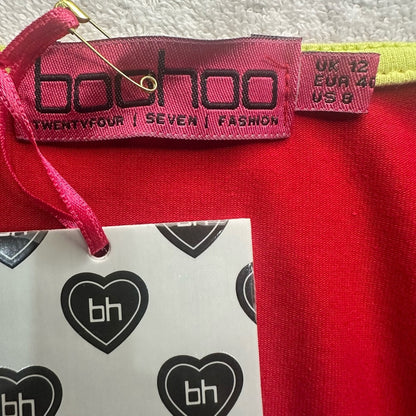 boohoo
TWENTYFOUR | SEVEN | FASHION
UK 12
EUR 40
US 8
bh
bh
bh